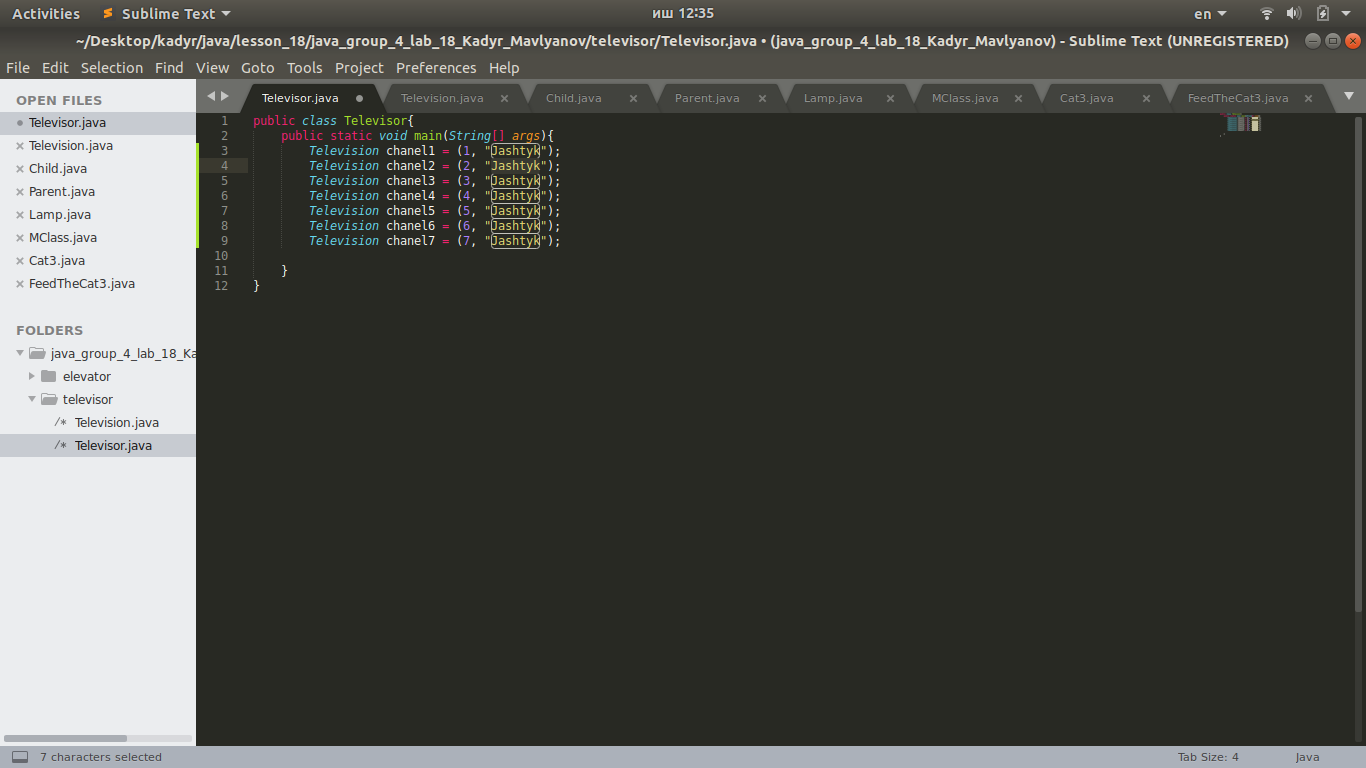 Activities Sublime Text иш 12:35 en
~/Desktop/kadyr/java/lesson_18/java_group_4_lab_18_Kadyr_Mavlyanov/televisor/Televisor.java • (java_group_4_lab_18_Kadyr_Mavlyanov) - Sublime Text (UNREGISTERED)
File Edit Selection Find View Goto Tools Project Preferences Help
OPEN FILES
Televisor.java
Television.java
Child.java
Parent.java
Lamp.java
MClass.java
Cat3.java
FeedTheCat3.java
FOLDERS
java_group_4_lab_18_Ka
elevator
televisor
/* Television.java
/* Televisor.java
Televisor.java Television.java Child.java Parent.java Lamp.java MClass.java Cat3.java FeedTheCat3.java
1 public class Televisor{
2 public static void main(String[] args){
3 Television chanel1 = (1, "Jashtyk");
4 Television chanel2 = (2, "Jashtyk");
5 Television chanel3 = (3, "Jashtyk");
6 Television chanel4 = (4, "Jashtyk");
7 Television chanel5 = (5, "Jashtyk");
8 Television chanel6 = (6, "Jashtyk");
9 Television chanel7 = (7, "Jashtyk");
10
11 }
12 }
7 characters selected Tab Size: 4 Java